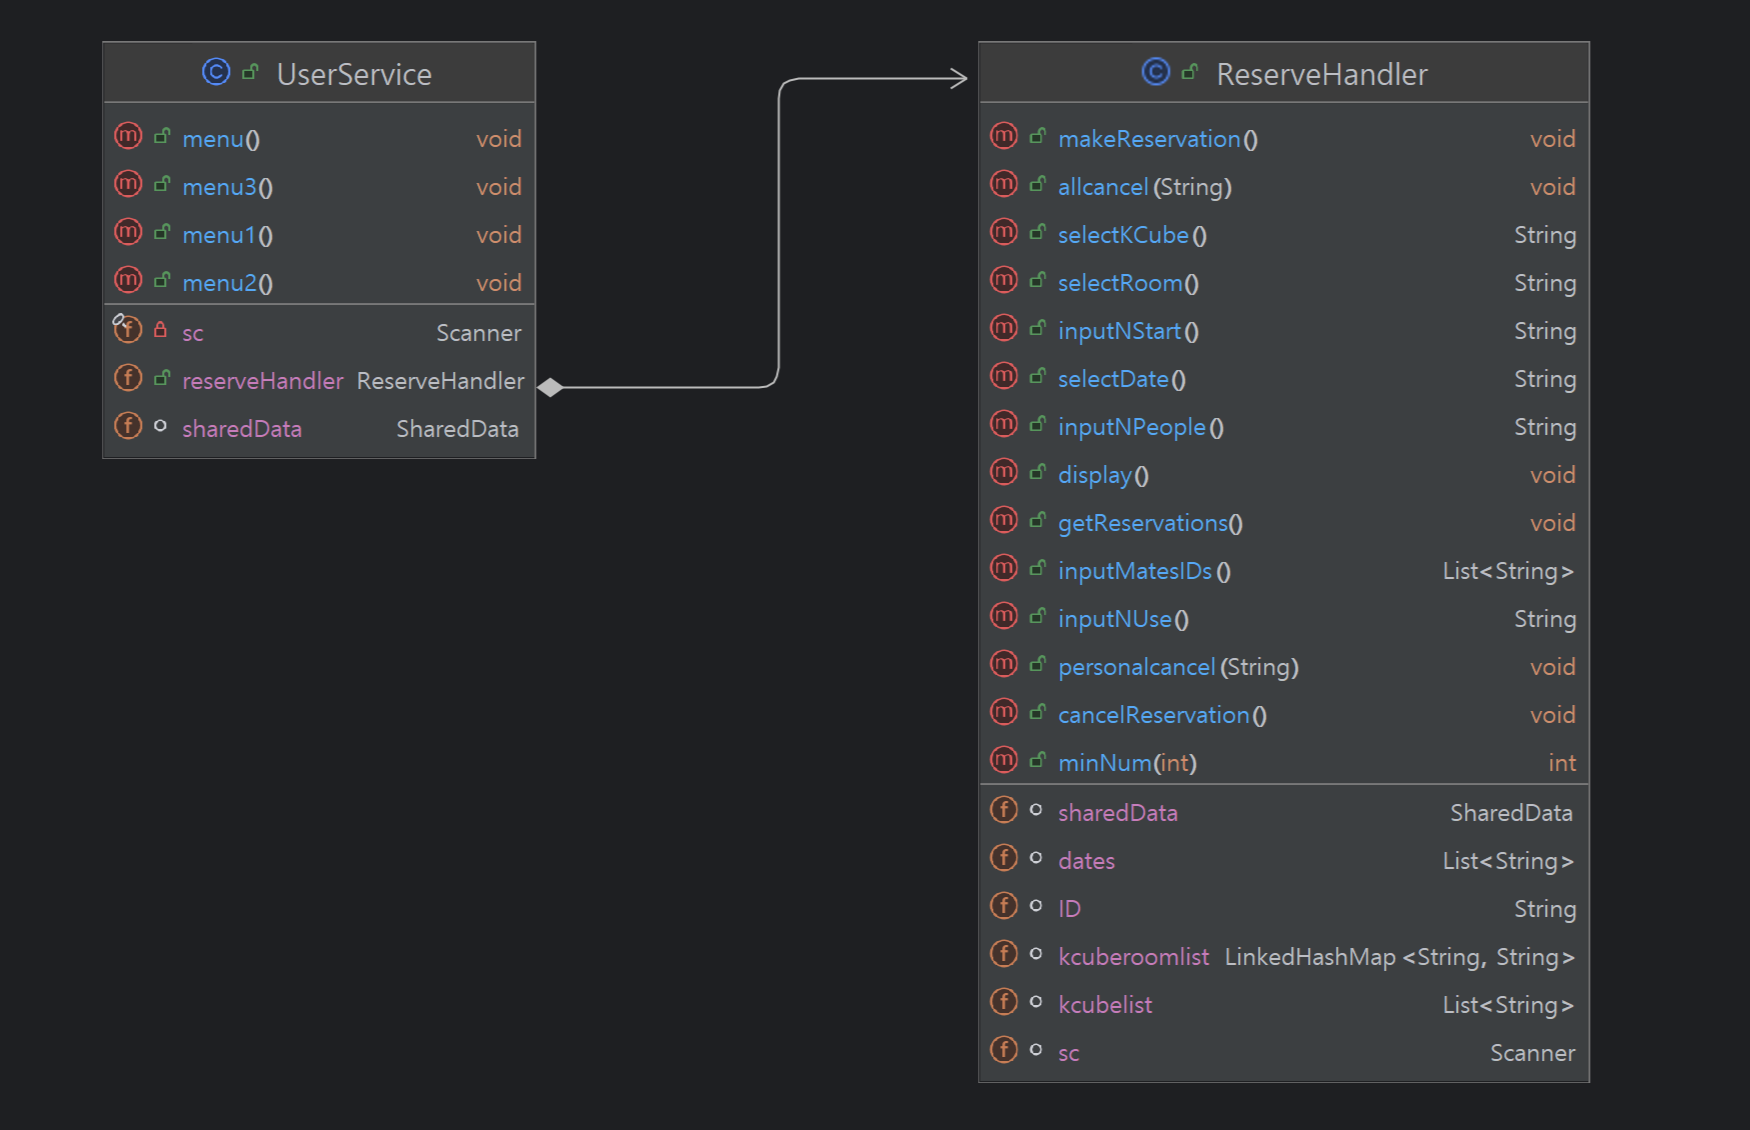 UserService
menu() void
menu3() void
menu1() void
menu2() void
sc Scanner
reserveHandler ReserveHandler
sharedData SharedData
ReserveHandler
makeReservation() void
allcancel(String) void
selectKCube() String
selectRoom() String
inputNStart() String
selectDate() String
inputNPeople() String
display() void
getReservations() void
inputMatesIDs() List<String>
inputNUse() String
personalcancel(String) void
cancelReservation() void
minNum(int) int
sharedData SharedData
dates List<String>
ID String
kcuberoomlist LinkedHashMap<String, String>
kcubelist List<String>
sc Scanner